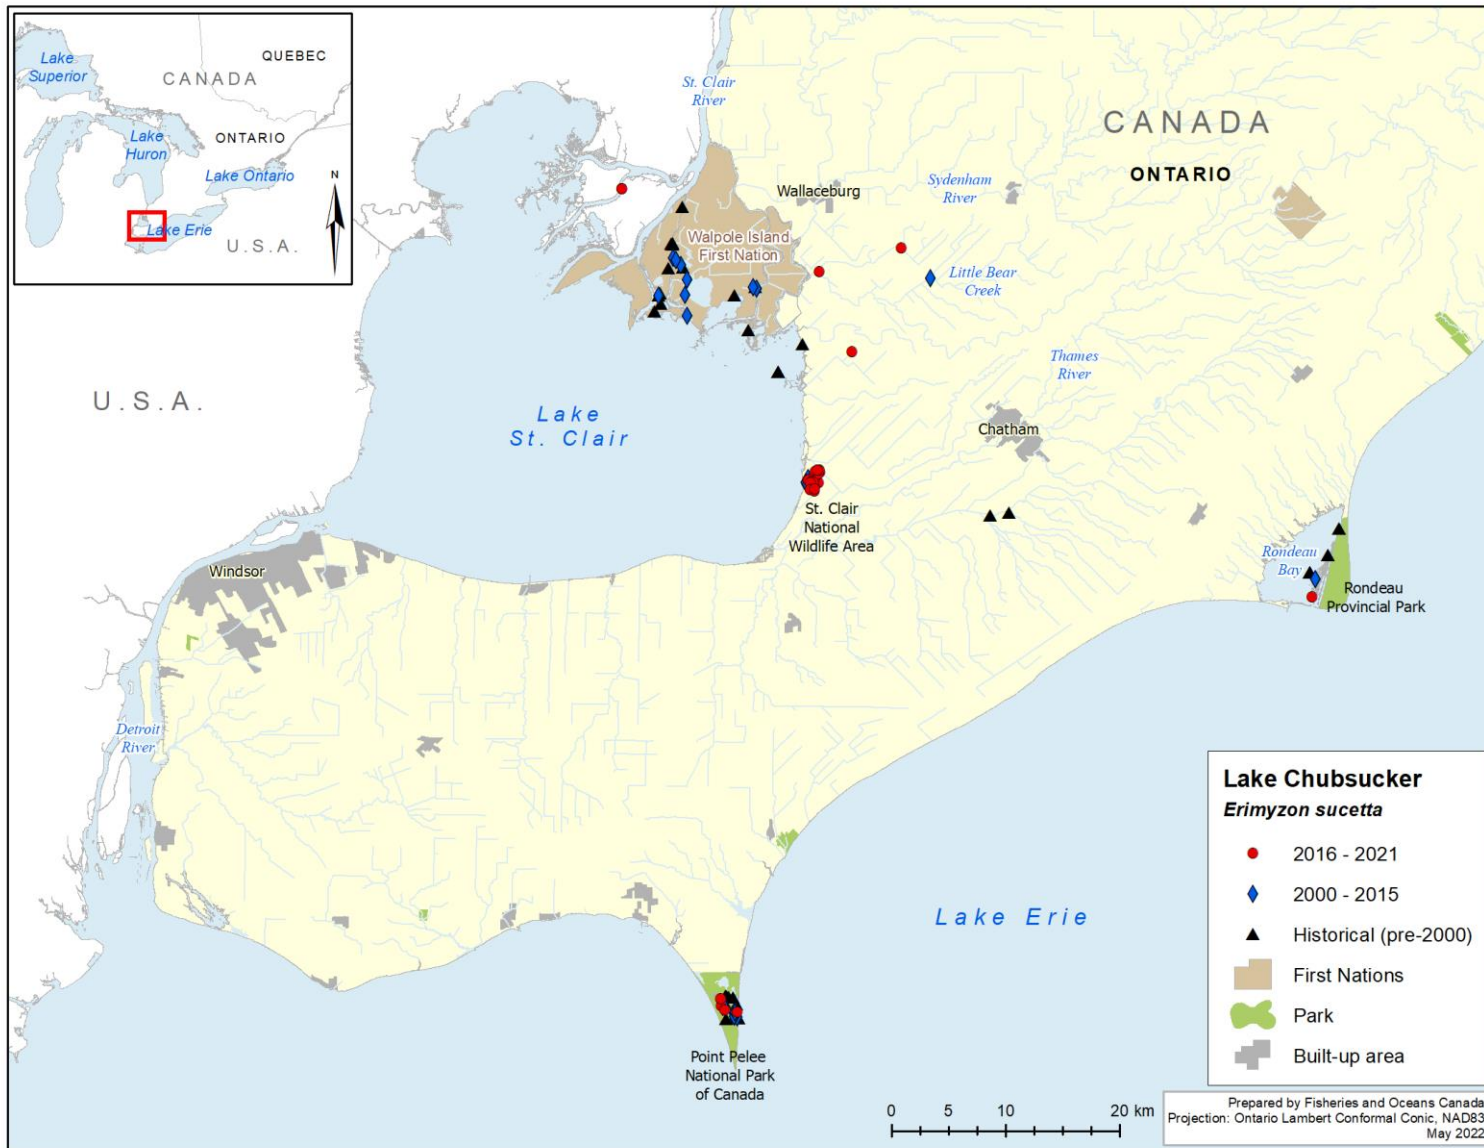 Lake
Superior
QUEBEC
CANADA
ONTARIO
Lake
Huron
Lake Ontario
N
Lake Erie
U.S.A.
St. Clair
River
CANADA
ONTARIO
Wallaceburg
Sydenham
River
Walpole Island
First Nation
Little Bear
Creek
Thames
River
U.S.A.
Lake
St. Clair
Chatham
St. Clair
National
Wildlife Area
Windsor
Rondeau
Bay
Rondeau
Provincial Park
Detroit
River
Lake Erie
Point Pelee
National Park
of Canada
Lake Chubsucker
Erimyzon sucetta
2016 - 2021
2000 - 2015
Historical (pre-2000)
First Nations
Park
Built-up area
0 5 10 20 km
Prepared by Fisheries and Oceans Canada
Projection: Ontario Lambert Conformal Conic, NAD83
May 2022